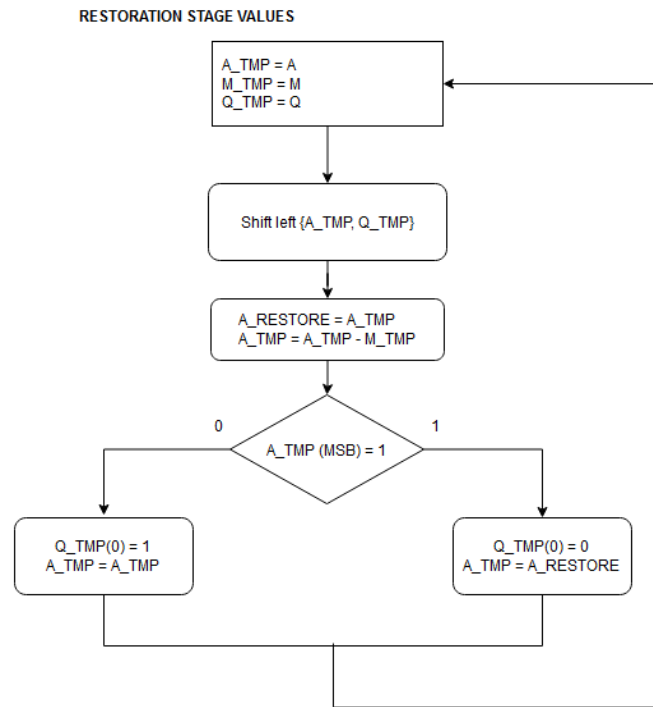 RESTORATION STAGE VALUES
A_TMP = A
M_TMP = M
Q_TMP = Q
Shift left {A_TMP, Q_TMP}
A_RESTORE = A_TMP
A_TMP = A_TMP - M_TMP
0
1
A_TMP (MSB) = 1
Q_TMP(0) = 1
A_TMP = A_TMP
Q_TMP(0) = 0
A_TMP = A_RESTORE